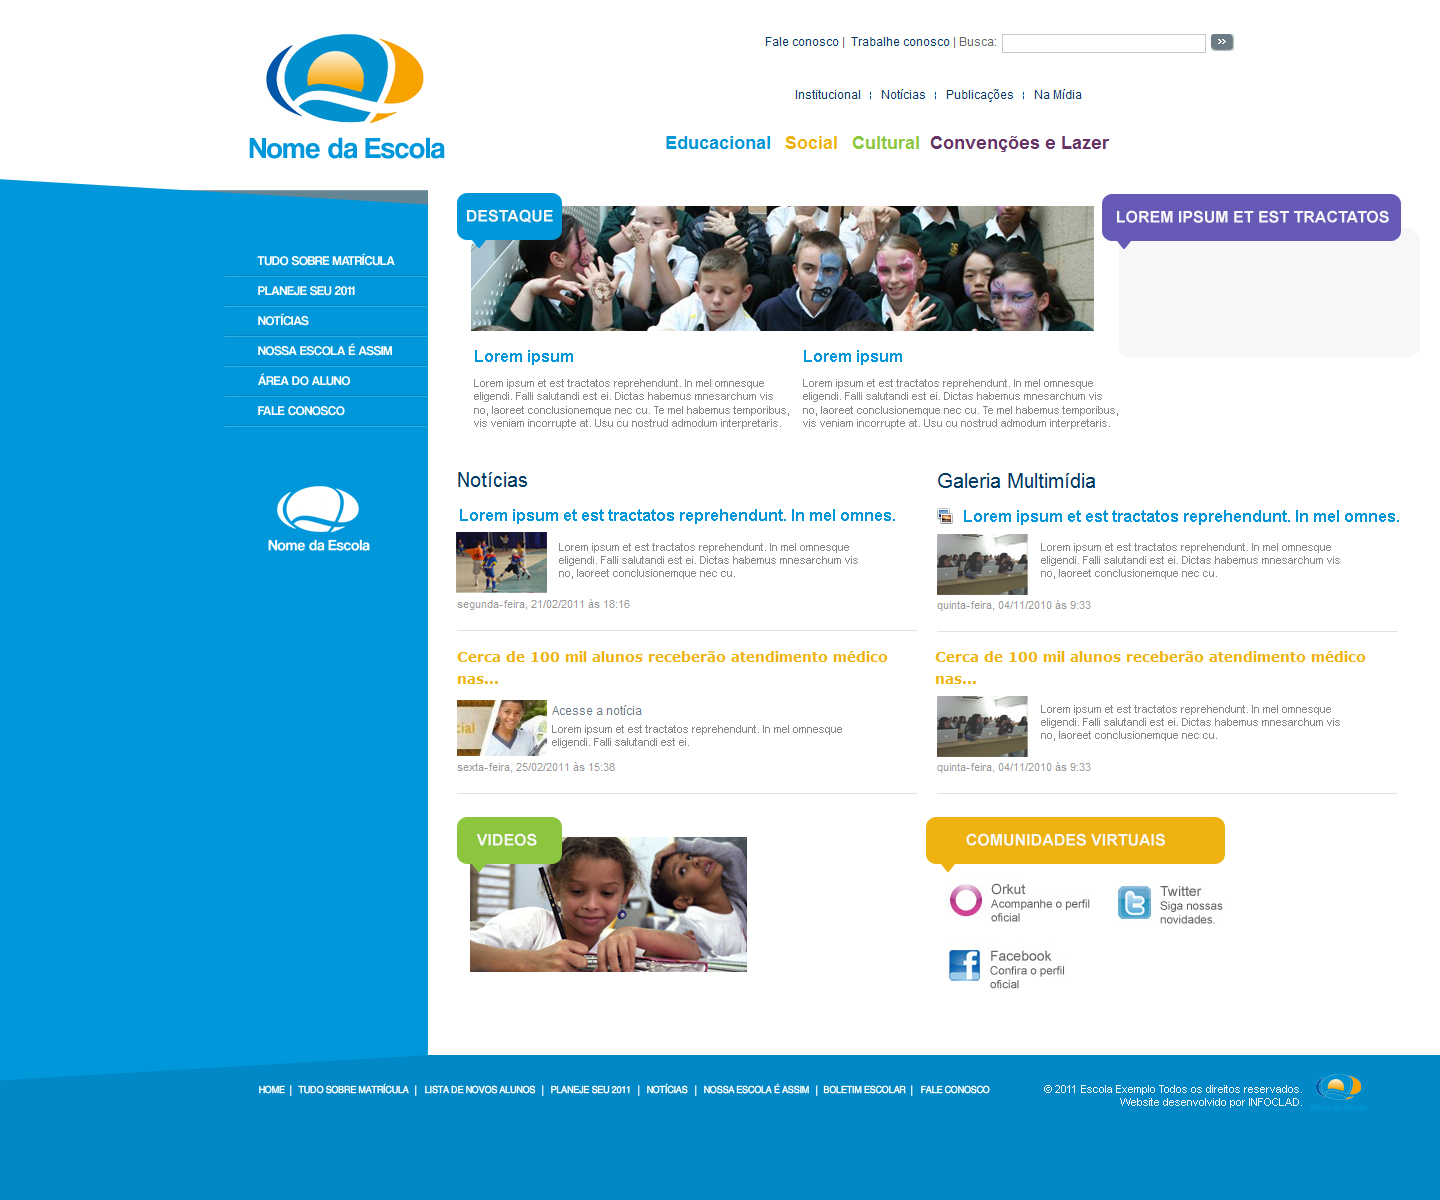 Fale conosco | Trabalhe conosco | Busca: »
Nome da Escola
Institucional Notícias Publicações Na Mídia
Educacional Social Cultural Convenções e Lazer
TUDO SOBRE MATRÍCULA
PLANEJE SEU 2011
NOTÍCIAS
NOSSA ESCOLA É ASSIM
ÁREA DO ALUNO
FALE CONOSCO
Nome da Escola
DESTAQUE
LOREM IPSUM ET EST TRACTATOS
Lorem ipsum
Lorem ipsum et est tractatos reprehendunt. In mel omnesque
eligendi. Falli salutandi est ei. Dictas habemus mnesarchum vis
no, laoreet conclusionemque nec cu. Te mel habemus temporibus,
vis veniam incorrupte at. Usu cu nostrud admodum interpretaris.
Lorem ipsum
Lorem ipsum et est tractatos reprehendunt. In mel omnesque
eligendi. Falli salutandi est ei. Dictas habemus mnesarchum vis
no, laoreet conclusionemque nec cu. Te mel habemus temporibus,
vis veniam incorrupte at. Usu cu nostrud admodum interpretaris.
Notícias
Lorem ipsum et est tractatos reprehendunt. In mel omnes.
Lorem ipsum et est tractatos reprehendunt. In mel omnesque
eligendi. Falli salutandi est ei. Dictas habemus mnesarchum vis
no, laoreet conclusionemque nec cu.
segunda-feira, 21/02/2011 às 18:16
Cerca de 100 mil alunos receberão atendimento médico
nas...
cial
Acesse a notícia
Lorem ipsum et est tractatos reprehendunt. In mel omnesque
eligendi. Falli salutandi est ei.
sexta-feira, 25/02/2011 às 15:38
Galeria Multimídia
Lorem ipsum et est tractatos reprehendunt. In mel omnes.
Lorem ipsum et est tractatos reprehendunt. In mel omnesque
eligendi. Falli salutandi est ei. Dictas habemus mnesarchum vis
no, laoreet conclusionemque nec cu.
quinta-feira, 04/11/2010 às 9:33
Cerca de 100 mil alunos receberão atendimento médico
nas...
Lorem ipsum et est tractatos reprehendunt. In mel omnesque
eligendi. Falli salutandi est ei. Dictas habemus mnesarchum vis
no, laoreet conclusionemque nec cu.
quinta-feira, 04/11/2010 às 9:33
VIDEOS
COMUNIDADES VIRTUAIS
Orkut
Acompanhe o perfil
oficial
Twitter
Siga nossas
novidades.
Facebook
Confira o perfil
oficial
HOME | TUDO SOBRE MATRÍCULA | LISTA DE NOVOS ALUNOS | PLANEJE SEU 2011 | NOTÍCIAS | NOSSA ESCOLA É ASSIM | BOLETIM ESCOLAR | FALE CONOSCO
© 2011 Escola Exemplo Todos os direitos reservados.
Website desenvolvido por INFOCLAD.
Nome da Escola